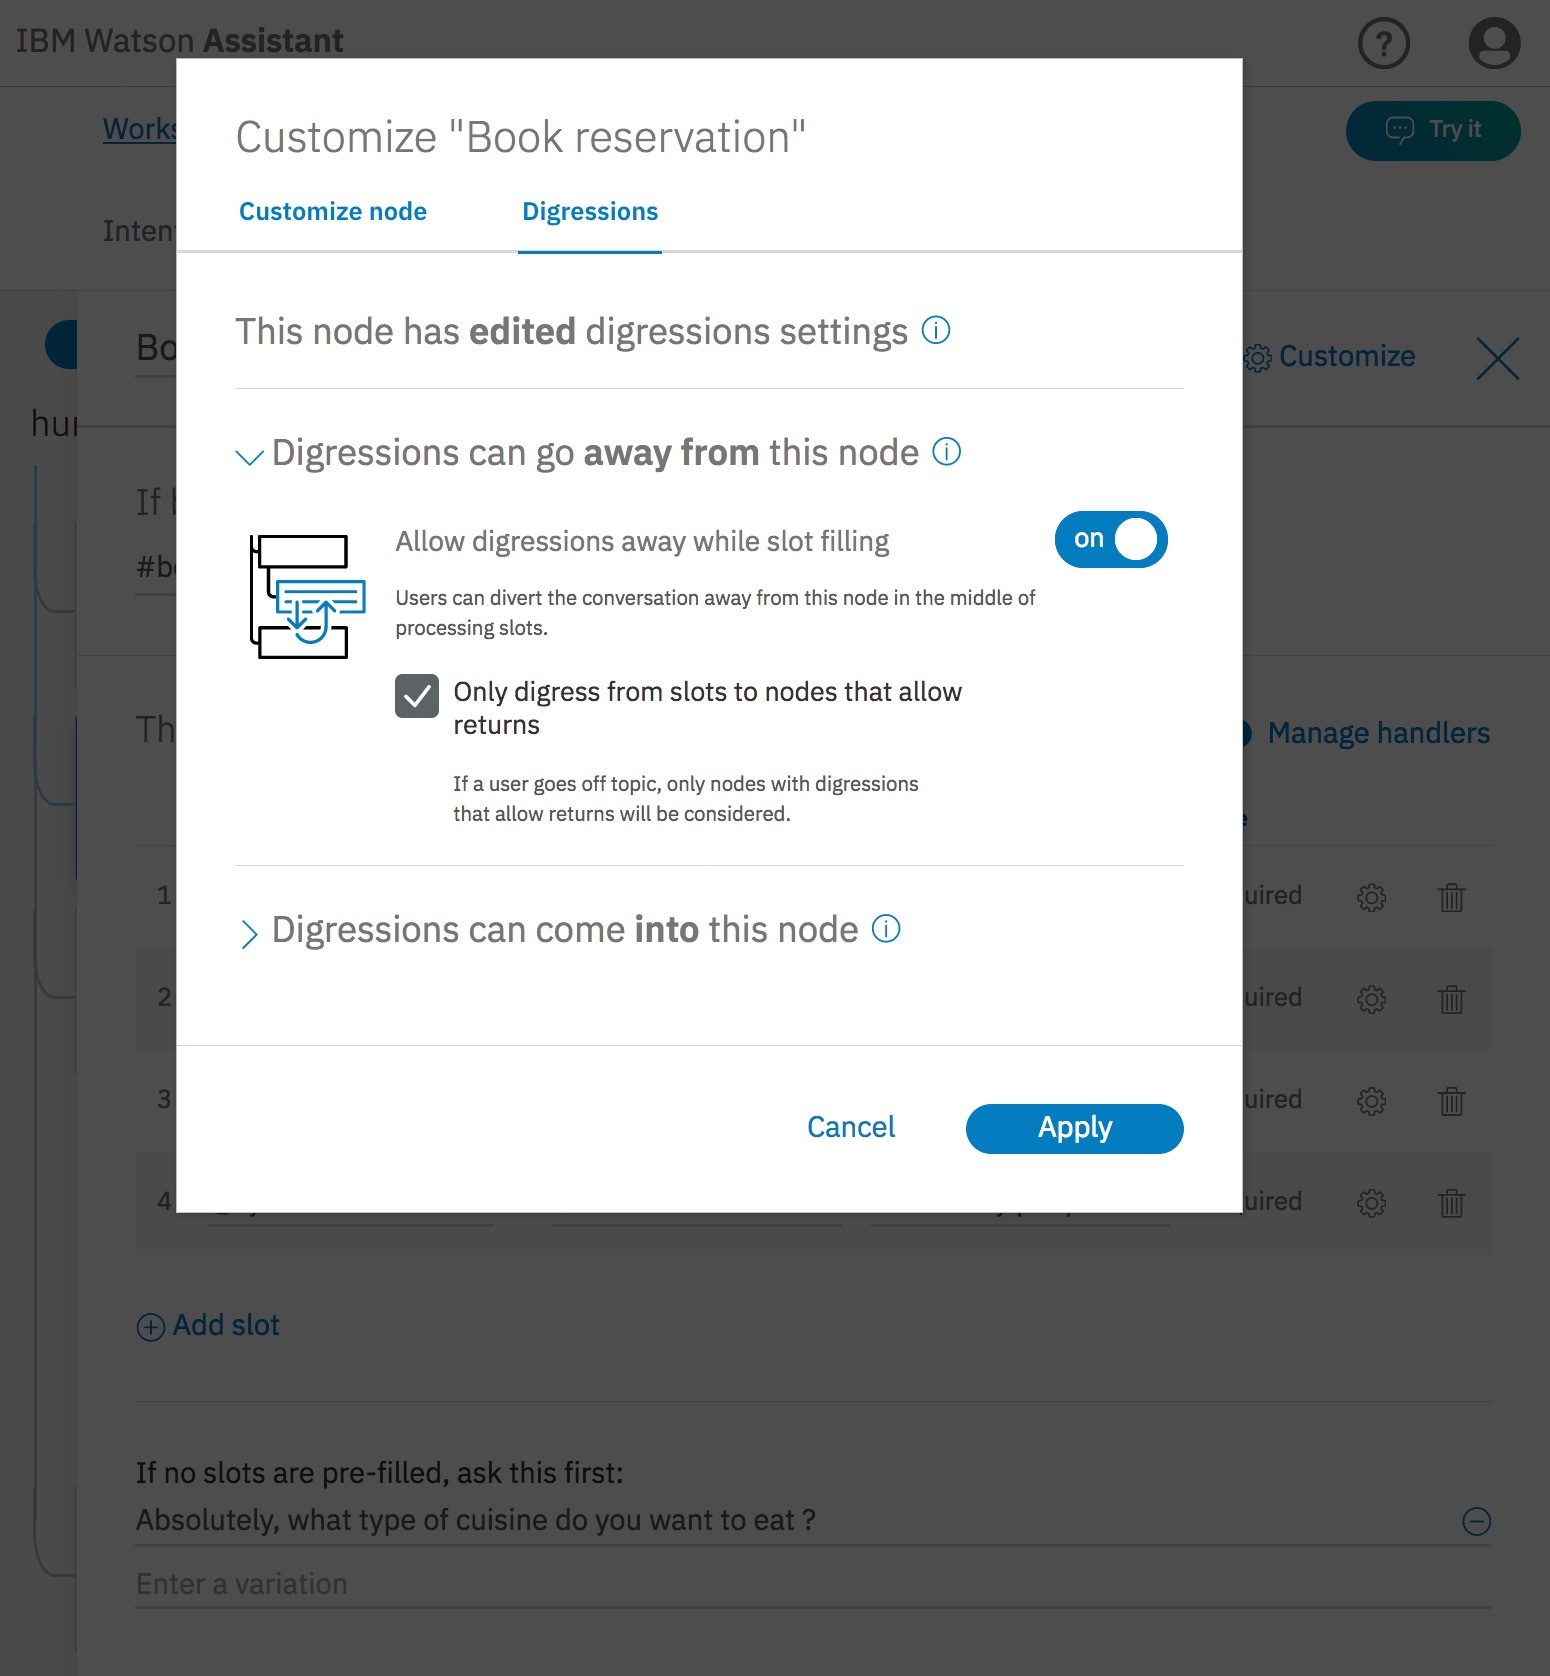 IBM Watson Assistant
?
Works
Try it
Customize "Book reservation"
Customize node
Digressions
Inten
This node has edited digressions settings
Bo
Customize
hur
Digressions can go away from this node
If
Allow digressions away while slot filling
on
#b
Users can divert the conversation away from this node in the middle of
processing slots.
Only digress from slots to nodes that allow
returns
Th
Manage handlers
If a user goes off topic, only nodes with digressions
that allow returns will be considered.
1
uired
Digressions can come into this node
2
uired
3
uired
Cancel
Apply
4
uired
Add slot
If no slots are pre-filled, ask this first:
Absolutely, what type of cuisine do you want to eat ?
Enter a variation